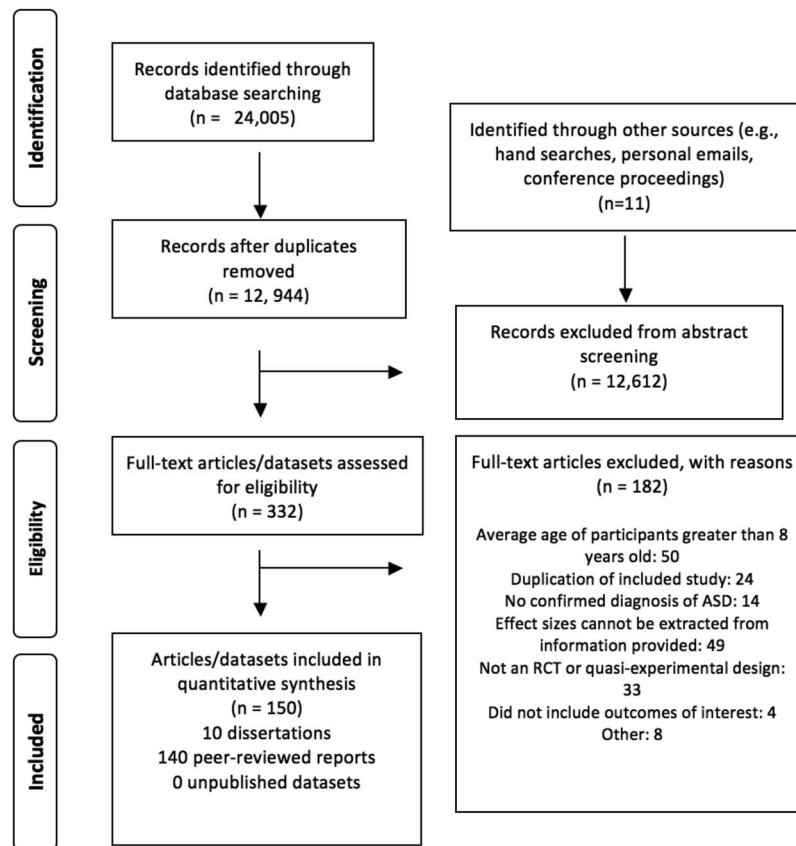 Identification
Records identified through
database searching
(n =   24,005)
Identified through other sources (e.g.,
hand searches, personal emails,
conference proceedings)
(n=11)
Screening
Records after duplicates
removed
(n = 12, 944)
Records excluded from abstract
screening
(n = 12,612)
Eligibility
Full-text articles/datasets assessed
for eligibility
(n = 332)
Full-text articles excluded, with reasons
(n = 182)
Average age of participants greater than 8
years old: 50
Duplication of included study: 24
No confirmed diagnosis of ASD: 14
Effect sizes cannot be extracted from
information provided: 49
Not an RCT or quasi-experimental design:
33
Did not include outcomes of interest: 4
Other: 8
Included
Articles/datasets included in
quantitative synthesis
(n = 150)
10 dissertations
140 peer-reviewed reports
0 unpublished datasets